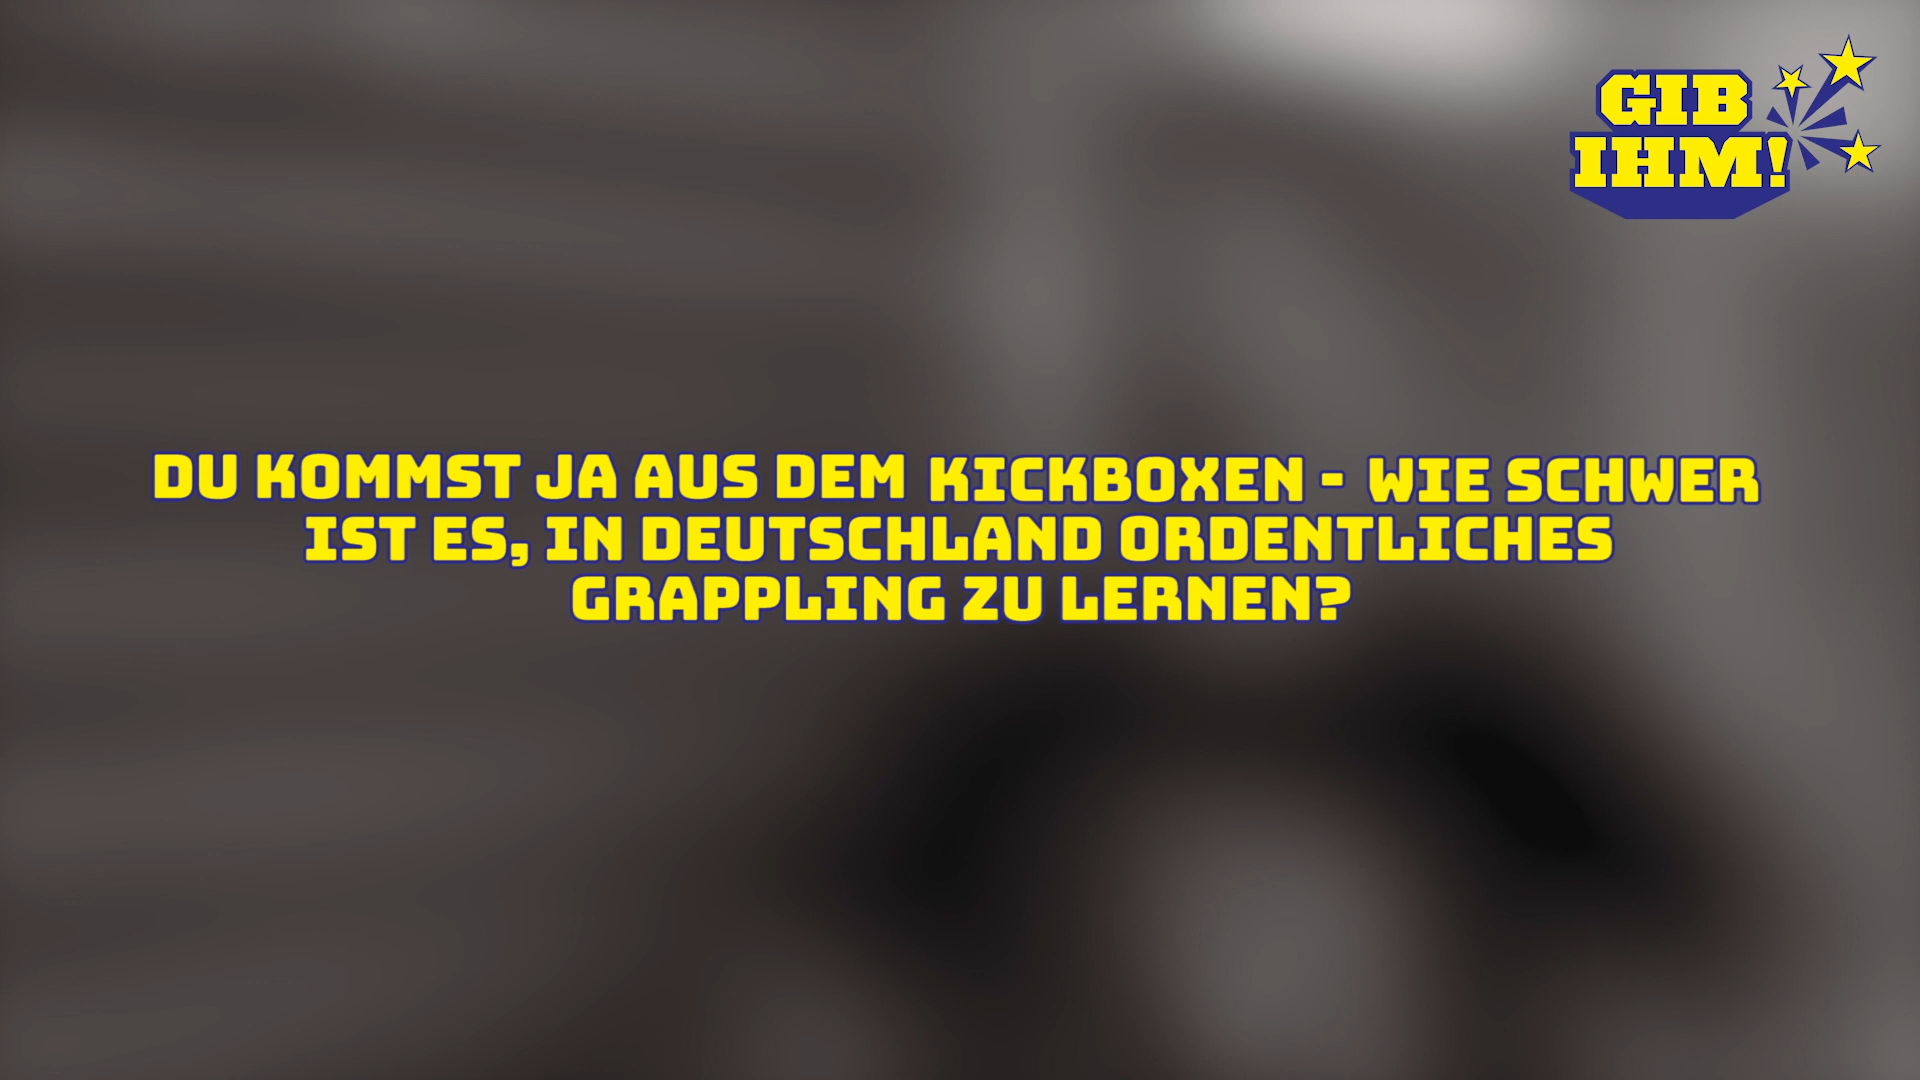 GIB
IHM!
DU KOMMST JA AUS DEM KICKBOXEN - WIE SCHWER
IST ES, IN DEUTSCHLAND ORDENTLICHES
GRAPPLING ZU LERNEN?